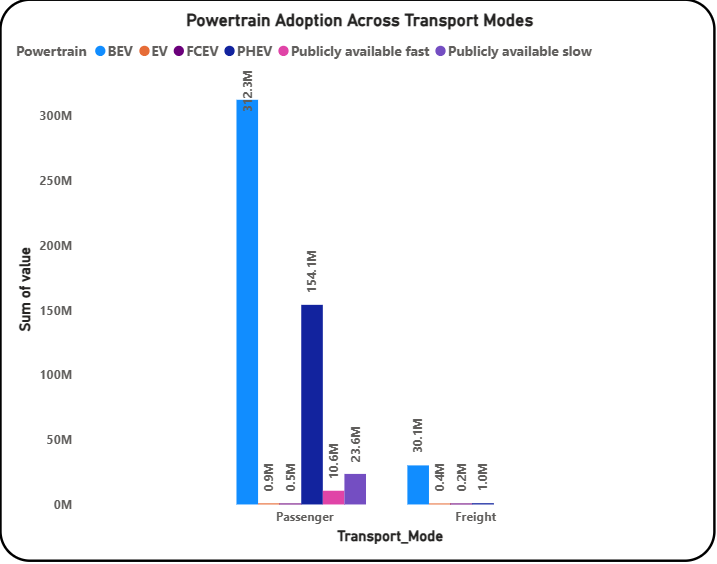 Powertrain Adoption Across Transport Modes
Powertrain BEV EV FCEV PHEV Publicly available fast Publicly available slow
312.3M
300M
250M
200M
154.1M
150M
100M
50M
30.1M
23.6M
10.6M
0.9M
0.5M
0.4M
0.2M
1.0M
0M
Sum of value
Passenger Freight
Transport_Mode